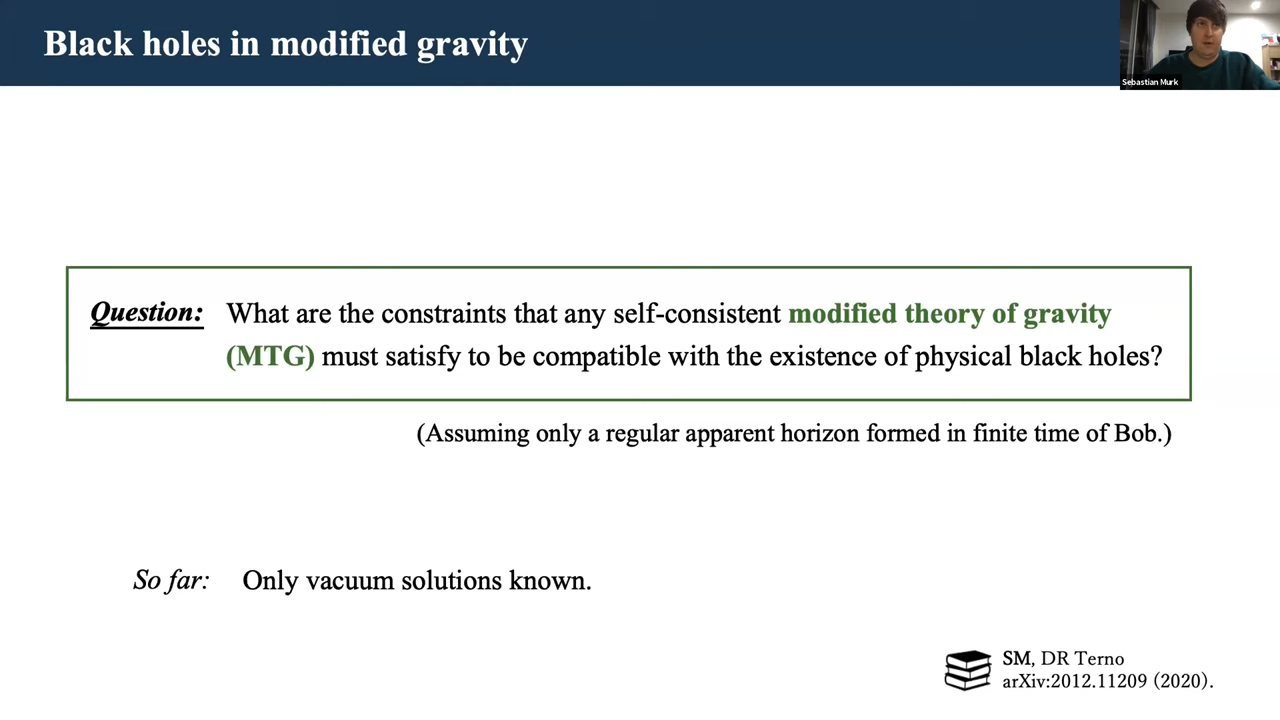 Black holes in modified gravity
Sebastian Murk
Question: What are the constraints that any self-consistent modified theory of gravity
(MTG) must satisfy to be compatible with the existence of physical black holes?
(Assuming only a regular apparent horizon formed in finite time of Bob.)
So far: Only vacuum solutions known.
SM, DR Terno
arXiv:2012.11209 (2020).